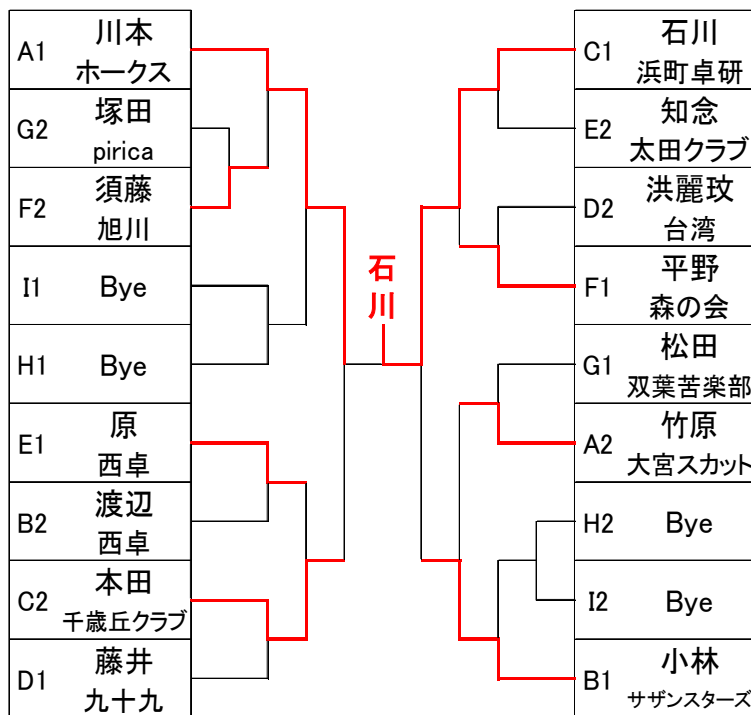 A1
川本
ホークス
G2
塚田
pirica
F2
須藤
旭川
I1
Bye
H1
Bye
E1
原
西卓
B2
渡辺
西卓
C2
本田
千歳丘クラブ
D1
藤井
九十九
石川
C1
石川
浜町卓研
E2
知念
太田クラブ
D2
洪麗玟
台湾
F1
平野
森の会
G1
松田
双葉苦楽部
A2
竹原
大宮スカット
H2
Bye
I2
Bye
B1
小林
サザンスターズ